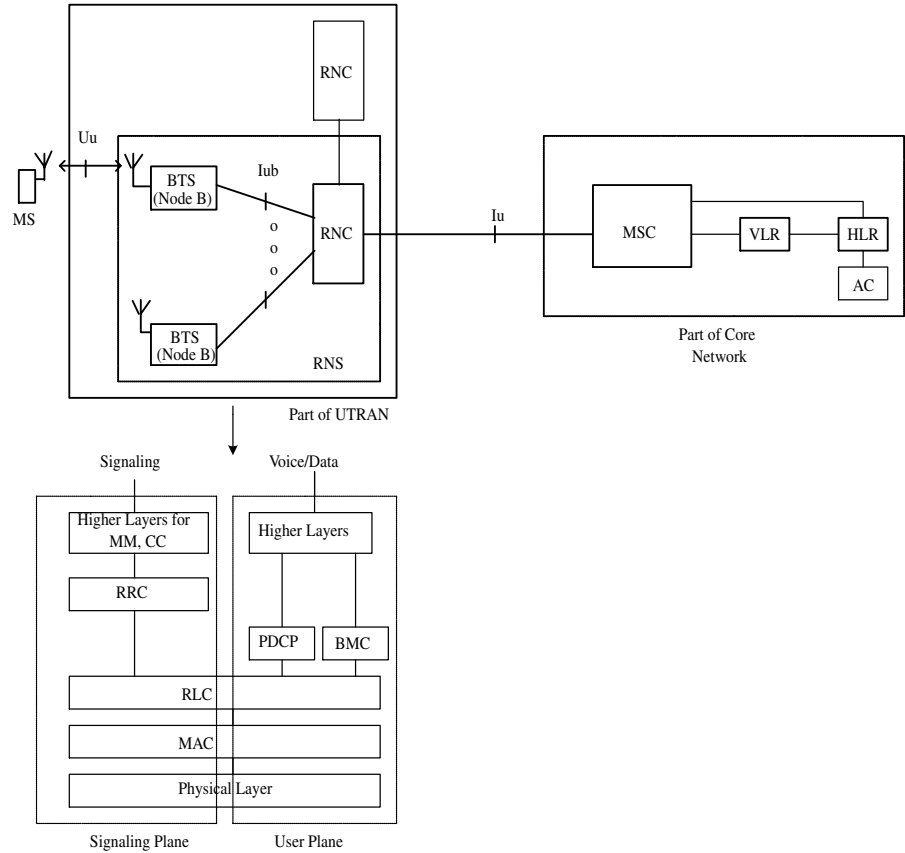 RNC
Uu
MS
BTS
(Node B)
Iub
o
o
o
RNC
BTS
(Node B)
RNS
Part of UTRAN
Iu
MSC
VLR
HLR
AC
Part of Core
Network
Signaling
Voice/Data
Higher Layers for
MM, CC
Higher Layers
RRC
PDCP
BMC
RLC
MAC
Physical Layer
Signaling Plane
User Plane